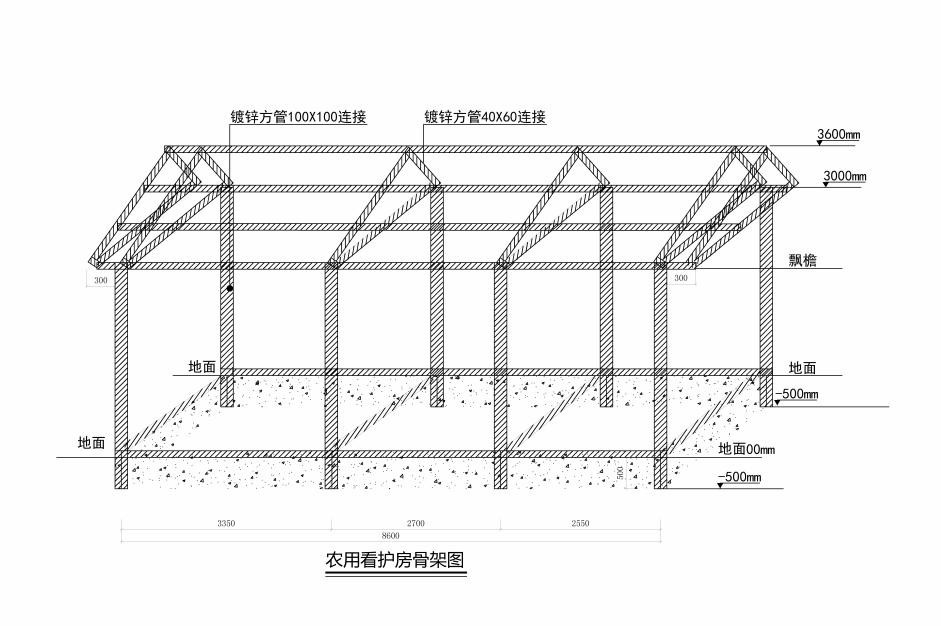 镀锌方管100X100连接
镀锌方管40X60连接
3600mm
3000mm
飘檐
300
300
地面
地面
-500mm
地面
地面00mm
500
-500mm
3350
2700
2550
8600
农用看护房骨架图